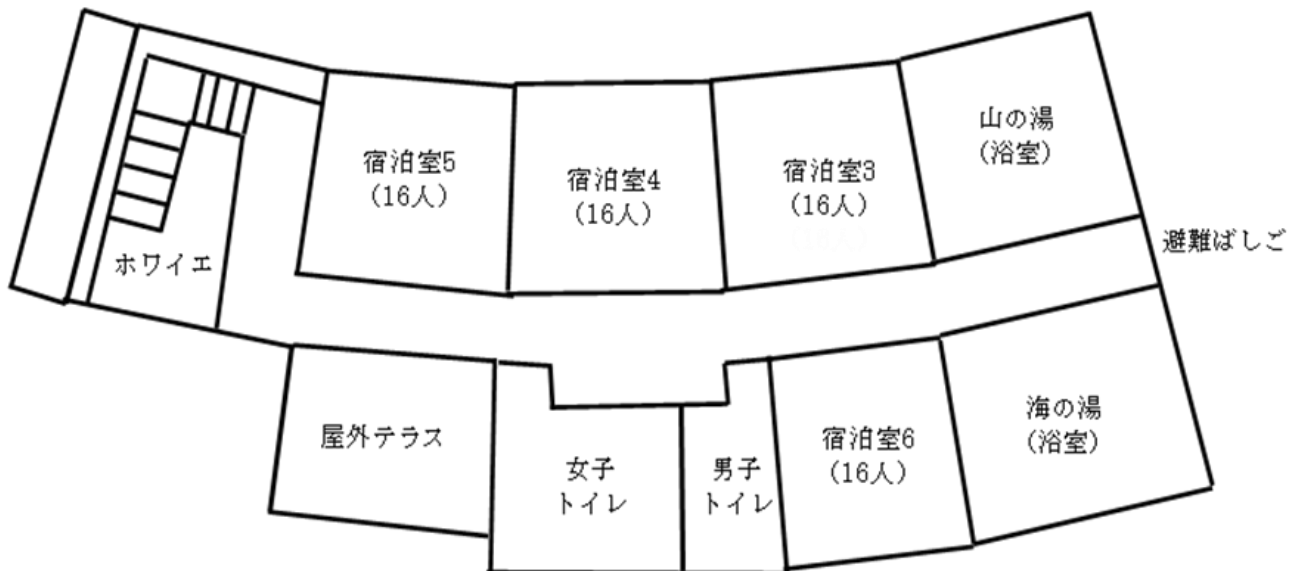 山の湯
(浴室)
宿泊室3
(16人)
宿泊室4
(16人)
宿泊室5
(16人)
避難ばしご
ホワイエ
海の湯
(浴室)
宿泊室6
(16人)
屋外テラス
女子
トイレ
男子
トイレ